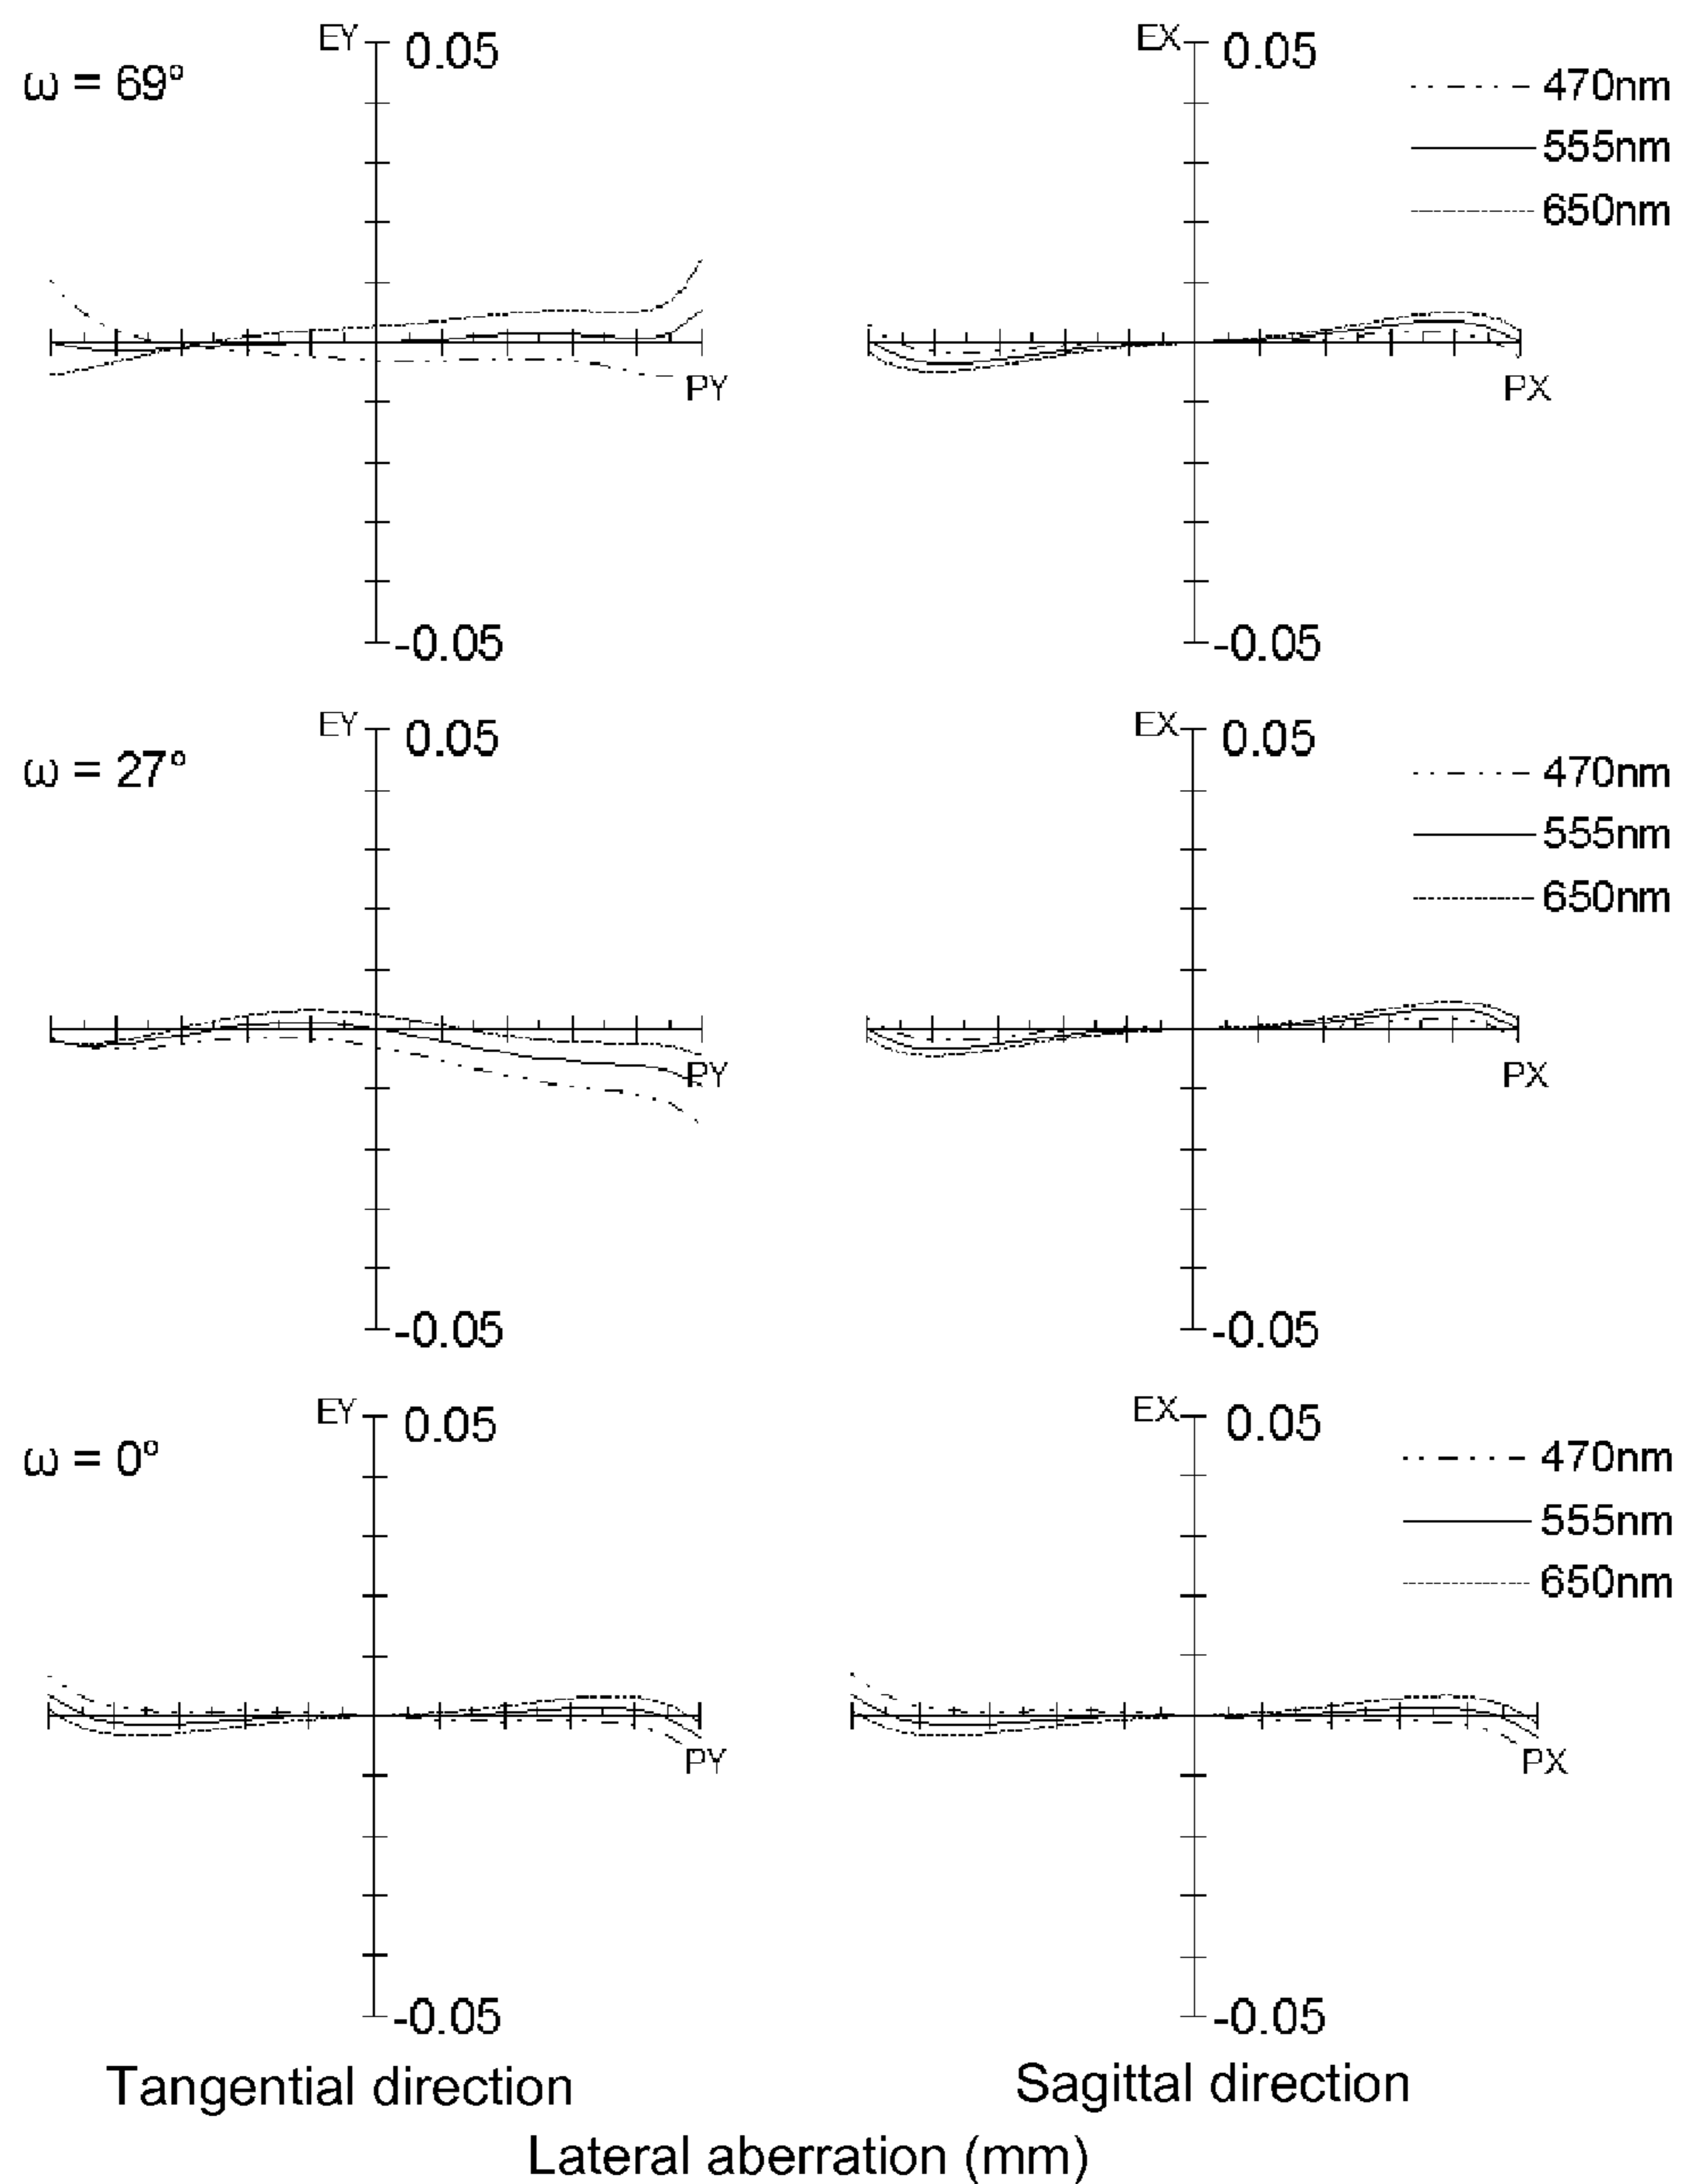 ω = 69°
EY 0.05
EX 0.05
470nm
555nm
650nm
PY
PX
-0.05
-0.05
ω = 27°
EY 0.05
EX 0.05
470nm
555nm
650nm
PY
PX
-0.05
-0.05
ω = 0°
EY 0.05
EX 0.05
470nm
555nm
650nm
PY
PX
-0.05
-0.05
Tangential direction
Sagittal direction
Lateral aberration (mm)